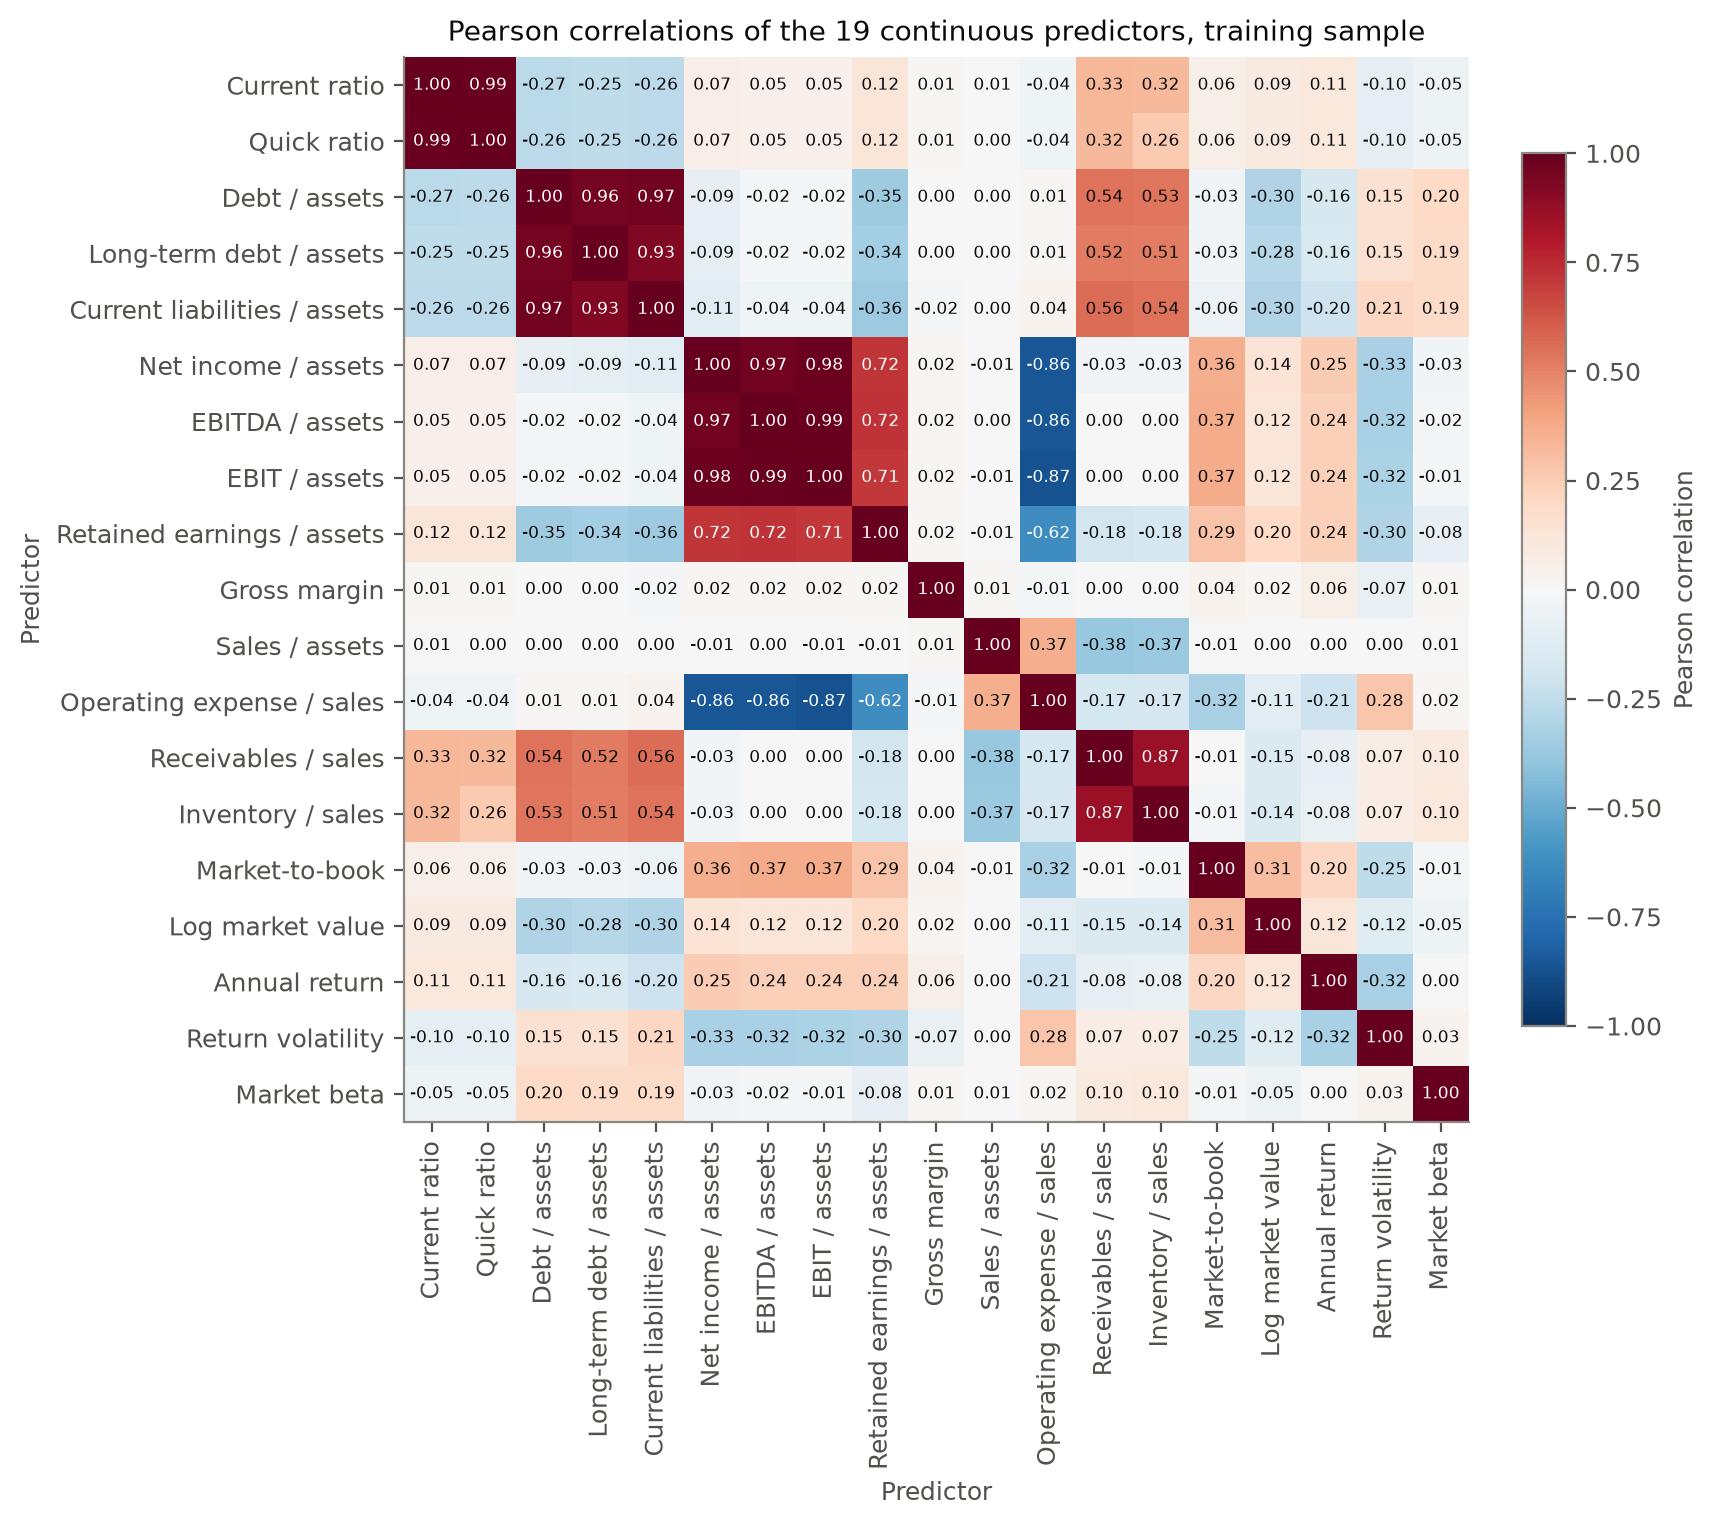 Pearson correlations of the 19 continuous predictors, training sample
Current ratio 1.00 0.99 -0.27 -0.25 -0.26 0.07 0.05 0.05 0.12 0.01 0.01 -0.04 0.33 0.32 0.06 0.09 0.11 -0.10 -0.05
Quick ratio 0.99 1.00 -0.26 -0.25 -0.26 0.07 0.05 0.05 0.12 0.01 0.00 -0.04 0.32 0.26 0.06 0.09 0.11 -0.10 -0.05
Debt / assets -0.27 -0.26 1.00 0.96 0.97 -0.09 -0.02 -0.02 -0.35 0.00 0.00 0.01 0.54 0.53 -0.03 -0.30 -0.16 0.15 0.20
Long-term debt / assets -0.25 -0.25 0.96 1.00 0.93 -0.09 -0.02 -0.02 -0.34 0.00 0.00 0.01 0.52 0.51 -0.03 -0.28 -0.16 0.15 0.19
Current liabilities / assets -0.26 -0.26 0.97 0.93 1.00 -0.11 -0.04 -0.04 -0.36 -0.02 0.00 0.04 0.56 0.54 -0.06 -0.30 -0.20 0.21 0.19
Net income / assets 0.07 0.07 -0.09 -0.09 -0.11 1.00 0.97 0.98 0.72 0.02 -0.01 -0.86 -0.03 -0.03 0.36 0.14 0.25 -0.33 -0.03
EBITDA / assets 0.05 0.05 -0.02 -0.02 -0.04 0.97 1.00 0.99 0.72 0.02 0.00 -0.86 0.00 0.00 0.37 0.12 0.24 -0.32 -0.02
EBIT / assets 0.05 0.05 -0.02 -0.02 -0.04 0.98 0.99 1.00 0.71 0.02 -0.01 -0.87 0.00 0.00 0.37 0.12 0.24 -0.32 -0.01
Retained earnings / assets 0.12 0.12 -0.35 -0.34 -0.36 0.72 0.72 0.71 1.00 0.02 -0.01 -0.62 -0.18 -0.18 0.29 0.20 0.24 -0.30 -0.08
Gross margin 0.01 0.01 0.00 0.00 -0.02 0.02 0.02 0.02 0.02 1.00 0.01 -0.01 0.00 0.00 0.04 0.02 0.06 -0.07 0.01
Sales / assets 0.01 0.00 0.00 0.00 0.00 -0.01 0.00 -0.01 -0.01 0.01 1.00 0.37 -0.38 -0.37 -0.01 0.00 0.00 0.00 0.01
Operating expense / sales -0.04 -0.04 0.01 0.01 0.04 -0.86 -0.86 -0.87 -0.62 -0.01 0.37 1.00 -0.17 -0.17 -0.32 -0.11 -0.21 0.28 0.02
Receivables / sales 0.33 0.32 0.54 0.52 0.56 -0.03 0.00 0.00 -0.18 0.00 -0.38 -0.17 1.00 0.87 -0.01 -0.15 -0.08 0.07 0.10
Inventory / sales 0.32 0.26 0.53 0.51 0.54 -0.03 0.00 0.00 -0.18 0.00 -0.37 -0.17 0.87 1.00 -0.01 -0.14 -0.08 0.07 0.10
Market-to-book 0.06 0.06 -0.03 -0.03 -0.06 0.36 0.37 0.37 0.29 0.04 -0.01 -0.32 -0.01 -0.01 1.00 0.31 0.20 -0.25 -0.01
Log market value 0.09 0.09 -0.30 -0.28 -0.30 0.14 0.12 0.12 0.20 0.02 0.00 -0.11 -0.15 -0.14 0.31 1.00 0.12 -0.12 -0.05
Annual return 0.11 0.11 -0.16 -0.16 -0.20 0.25 0.24 0.24 0.24 0.06 0.00 -0.21 -0.08 -0.08 0.20 0.12 1.00 -0.32 0.00
Return volatility -0.10 -0.10 0.15 0.15 0.21 -0.33 -0.32 -0.32 -0.30 -0.07 0.00 0.28 0.07 0.07 -0.25 -0.12 -0.32 1.00 0.03
Market beta -0.05 -0.05 0.20 0.19 0.19 -0.03 -0.02 -0.01 -0.08 0.01 0.01 0.02 0.10 0.10 -0.01 -0.05 0.00 0.03 1.00
Predictor
Current ratio
Quick ratio
Debt / assets
Long-term debt / assets
Current liabilities / assets
Net income / assets
EBITDA / assets
EBIT / assets
Retained earnings / assets
Gross margin
Sales / assets
Operating expense / sales
Receivables / sales
Inventory / sales
Market-to-book
Log market value
Annual return
Return volatility
Market beta
Predictor
1.00
0.75
0.50
0.25
0.00
−0.25
−0.50
−0.75
−1.00
Pearson correlation